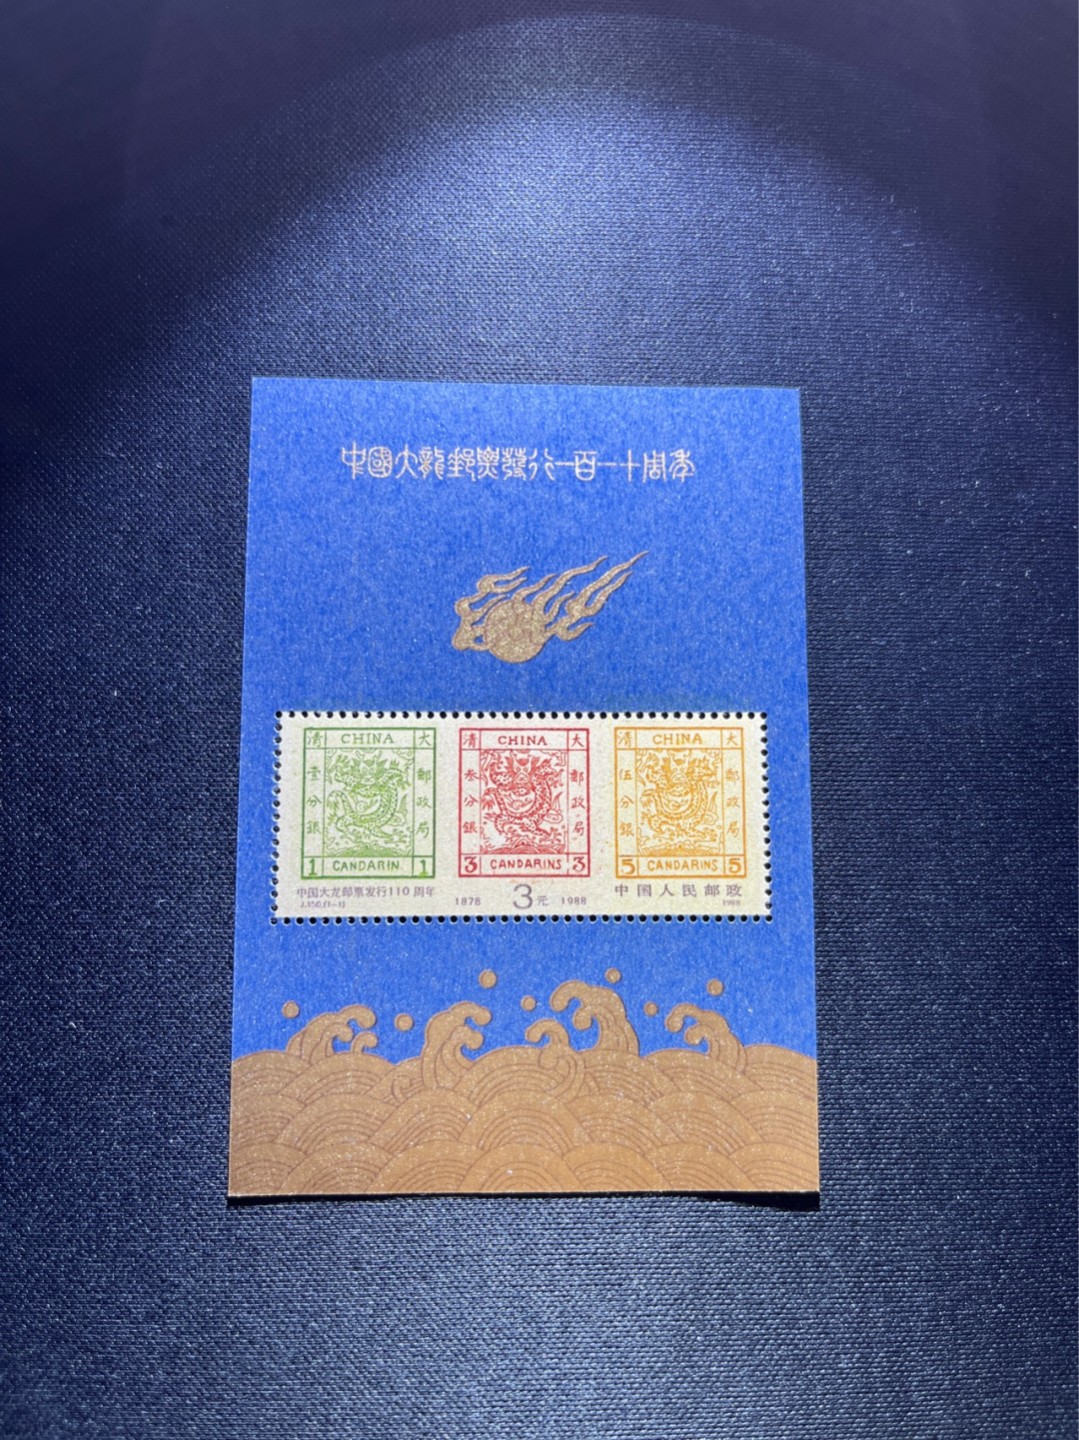 中國大龍郵票發行一百一十周年
清 CHINA 大
壹分銀
郵政局
1 CANDARIN 1
清 CHINA 大
叁分銀
郵政局
3 CANDARINS 3
清 CHINA 大
伍分銀
郵政局
5 CANDARINS 5
中国大龙邮票发行110周年
J.150.(1-1)
1878 3元 1988
中国人民邮政
1988